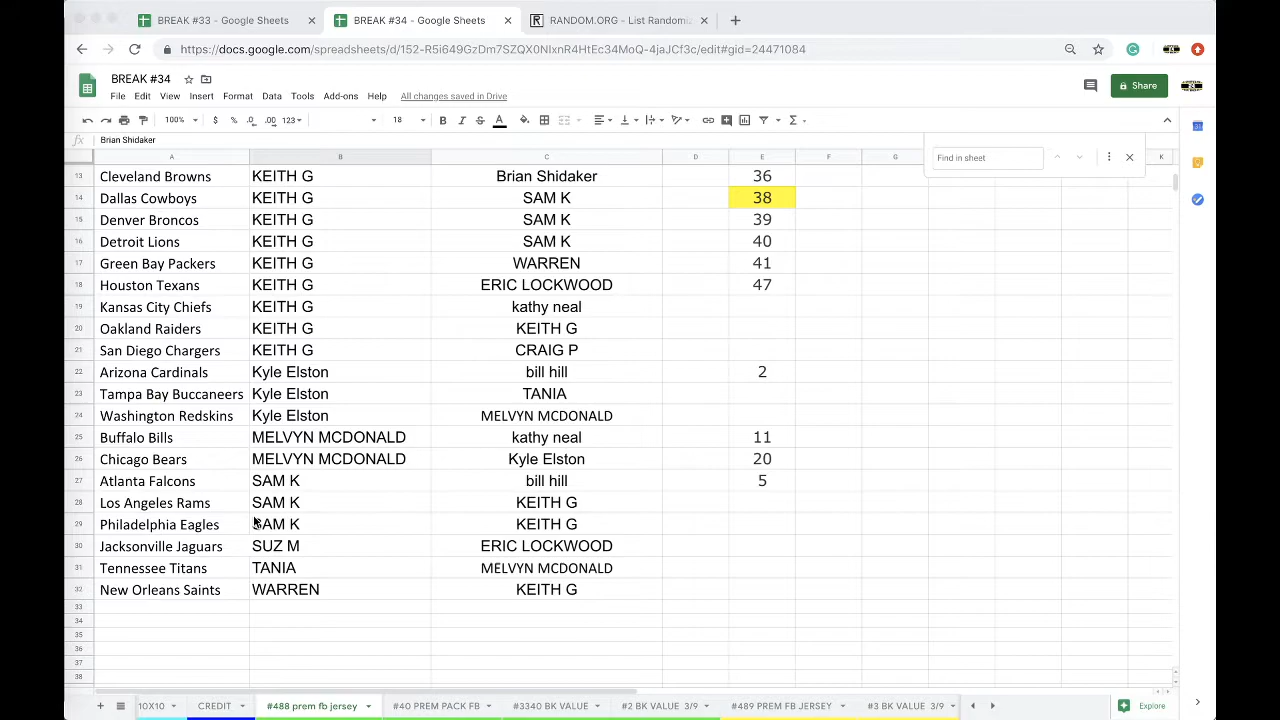 BREAK #33 - Google Sheets
BREAK #34 - Google Sheets
RANDOM.ORG - List Randomiz
https://docs.google.com/spreadsheets/d/152-R5i649GzDm7SZQX0NIxnR4HtEc34MoQ-4jaJCf3c/edit#gid=24471084
BREAK #34
File Edit View Insert Format Data Tools Add-ons Help All changes saved in Drive
Share
100% $ % .0 .00 123 18 B I S A
fx Brian Shidaker
Find in sheet
A B C D E F G K
13 Cleveland Browns KEITH G Brian Shidaker 36
14 Dallas Cowboys KEITH G SAM K 38
15 Denver Broncos KEITH G SAM K 39
16 Detroit Lions KEITH G SAM K 40
17 Green Bay Packers KEITH G WARREN 41
18 Houston Texans KEITH G ERIC LOCKWOOD 47
19 Kansas City Chiefs KEITH G kathy neal
20 Oakland Raiders KEITH G KEITH G
21 San Diego Chargers KEITH G CRAIG P
22 Arizona Cardinals Kyle Elston bill hill 2
23 Tampa Bay Buccaneers Kyle Elston TANIA
24 Washington Redskins Kyle Elston MELVYN MCDONALD
25 Buffalo Bills MELVYN MCDONALD kathy neal 11
26 Chicago Bears MELVYN MCDONALD Kyle Elston 20
27 Atlanta Falcons SAM K bill hill 5
28 Los Angeles Rams SAM K KEITH G
29 Philadelphia Eagles SAM K KEITH G
30 Jacksonville Jaguars SUZ M ERIC LOCKWOOD
31 Tennessee Titans TANIA MELVYN MCDONALD
32 New Orleans Saints WARREN KEITH G
33
34
35
36
37
38
10X10 CREDIT #488 prem fb jersey #40 PREM PACK FB #3340 BK VALUE #2 BK VALUE 3/9 #489 PREM FB JERSEY #3 BK VALUE 3/9 Explore